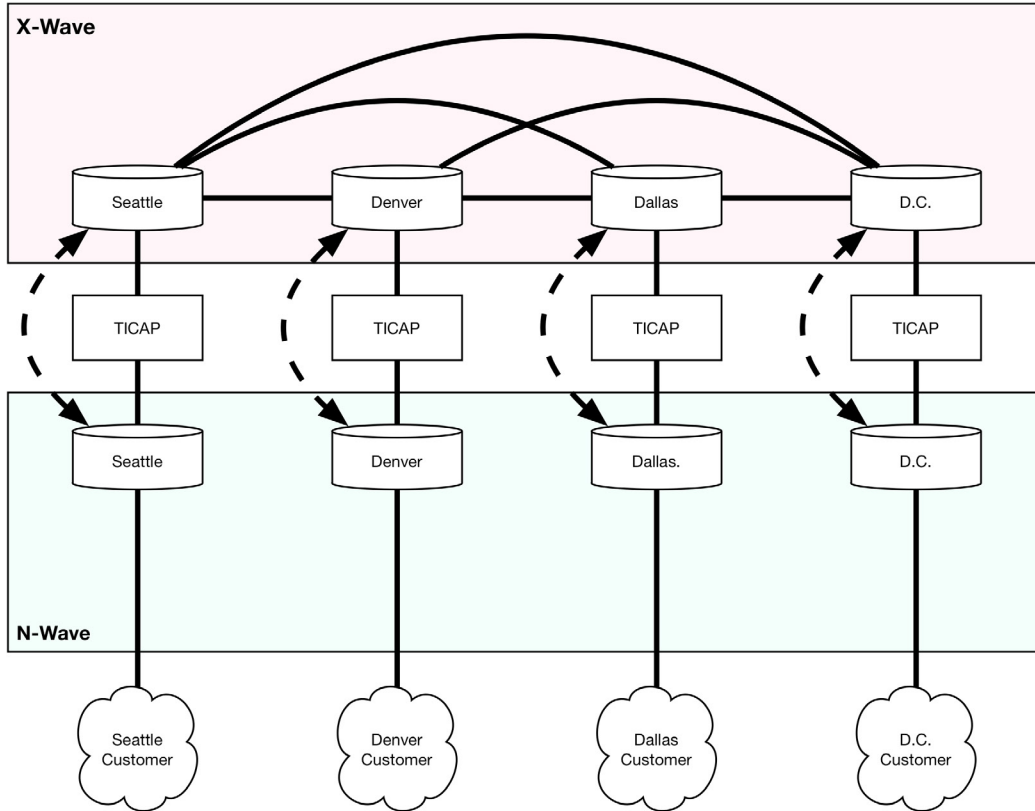 X-Wave
Seattle
Denver
Dallas
D.C.
TICAP
TICAP
TICAP
TICAP
Seattle
Denver
Dallas.
D.C.
N-Wave
Seattle
Customer
Denver
Customer
Dallas
Customer
D.C.
Customer